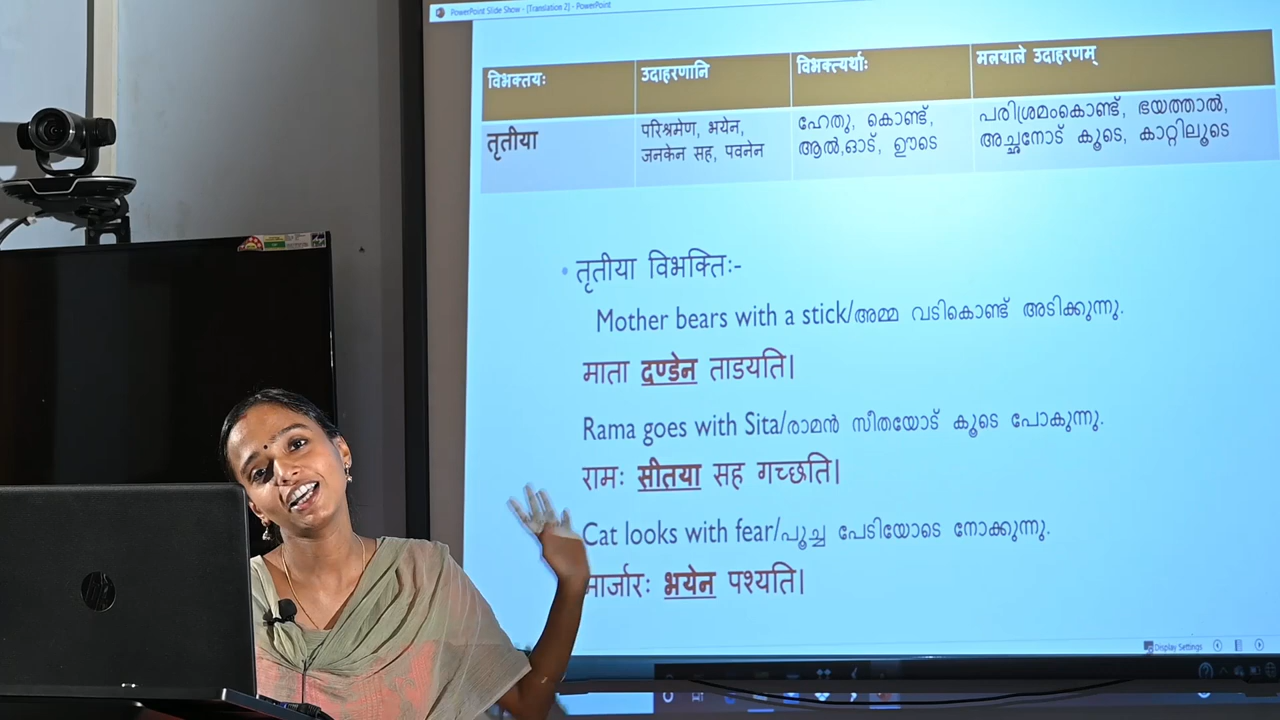 PowerPoint Slide Show - [Translation 2] - PowerPoint
विभक्तयः उदाहरणानि विभक्त्यर्थाः मलयाले उदाहरणम्
तृतीया परिश्रमेण, भयेन, ഹേതു, കൊണ്ട്, പരിശ്രമംകൊണ്ട്, ഭയത്താൽ,
जनकेन सह, पवनेन ആൽ,ഓട്, ഊടെ അച്ഛനോട് കൂടെ, കാറ്റിലൂടെ
• तृतीया विभक्तिः-
Mother bears with a stick/അമ്മ വടികൊണ്ട് അടിക്കുന്നു.
माता दण्डेन ताडयति।
Rama goes with Sita/രാമൻ സീതയോട് കൂടെ പോകുന്നു.
रामः सीतया सह गच्छति।
Cat looks with fear/പൂച്ച പേടിയോടെ നോക്കുന്നു.
मार्जारः भयेन पश्यति।
Display Settings
hp